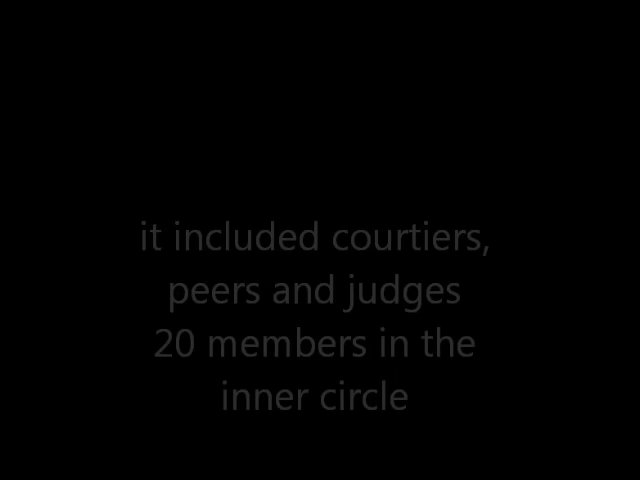 it included courtiers,
peers and judges
20 members in the
inner circle